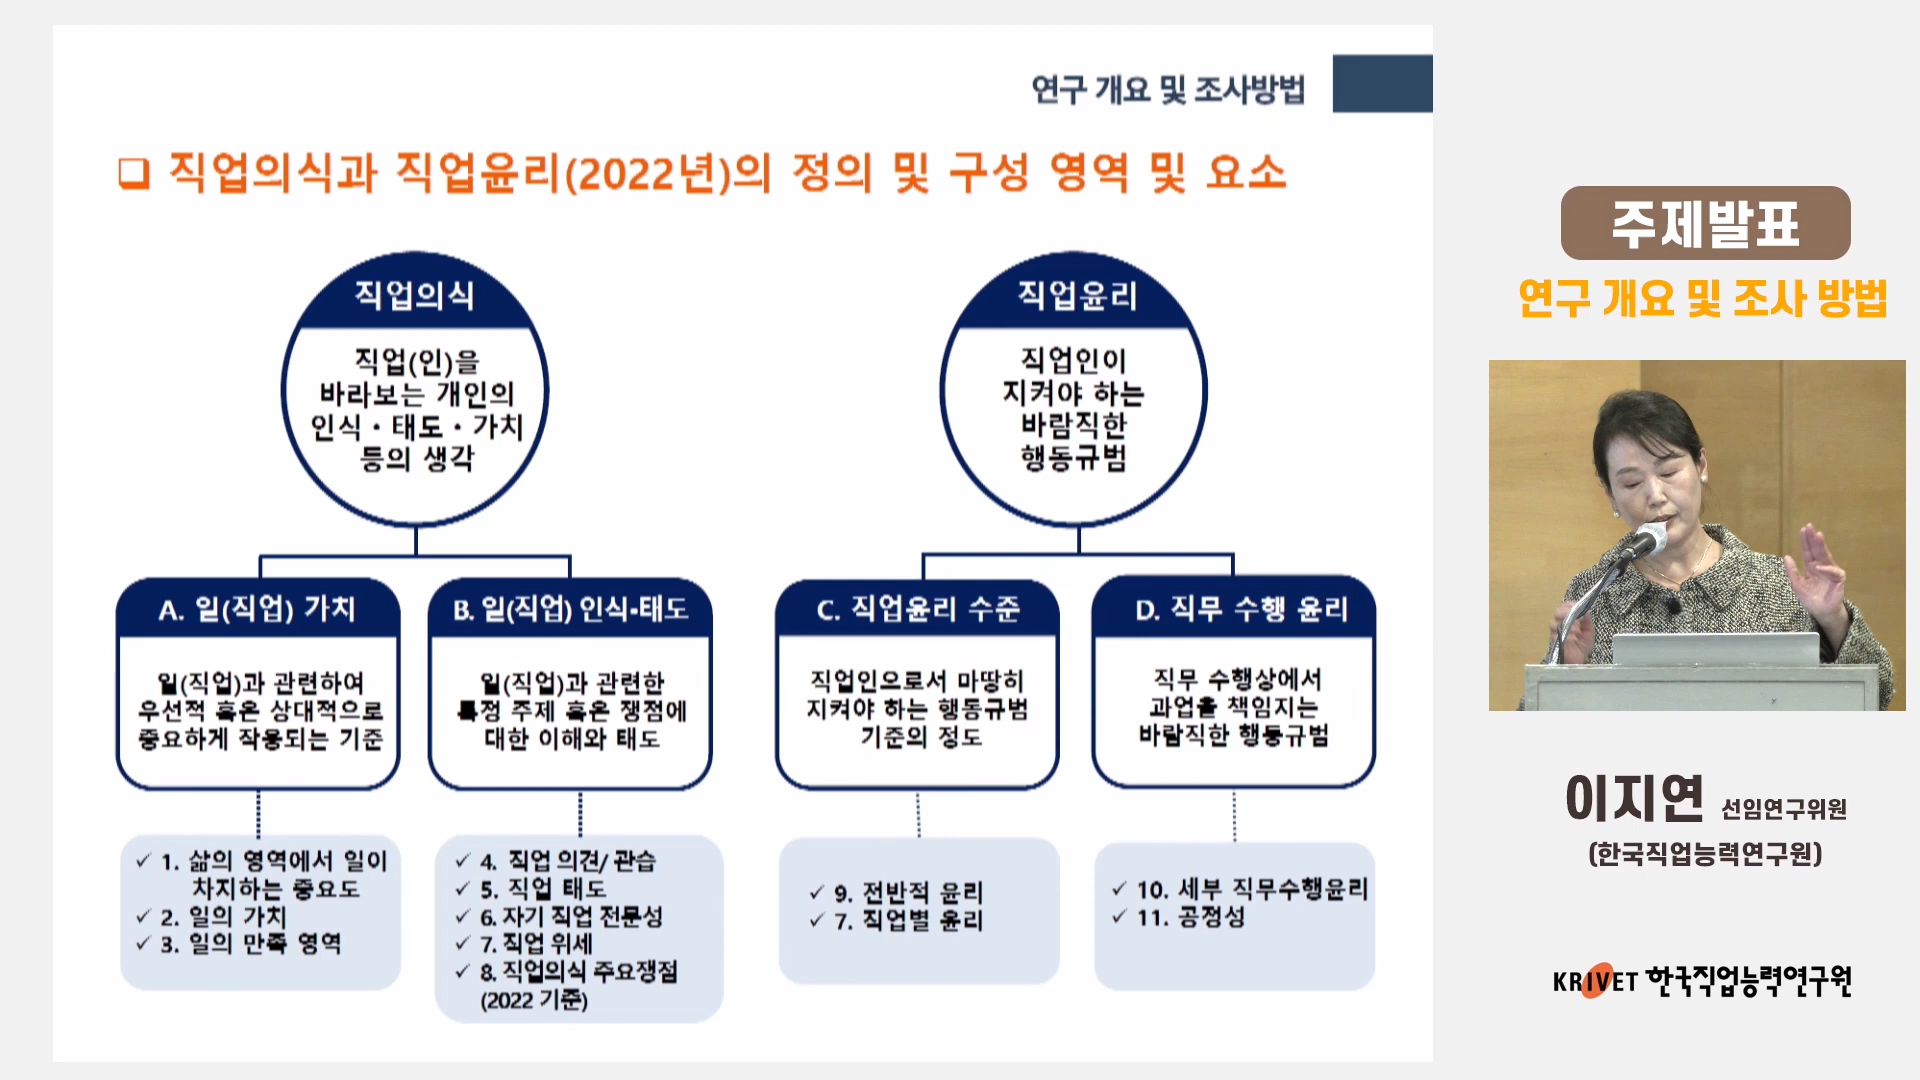 연구 개요 및 조사방법
❑ 직업의식과 직업윤리(2022년)의 정의 및 구성 영역 및 요소
직업의식
직업(인)을
바라보는 개인의
인식・태도・가치
등의 생각
직업윤리
직업인이
지켜야 하는
바람직한
행동규범
A. 일(직업) 가치
일(직업)과 관련하여
우선적 혹은 상대적으로
중요하게 작용되는 기준
B. 일(직업) 인식·태도
일(직업)과 관련한
특정 주제 혹은 쟁점에
대한 이해와 태도
C. 직업윤리 수준
직업인으로서 마땅히
지켜야 하는 행동규범
기준의 정도
D. 직무 수행 윤리
직무 수행상에서
과업을 책임지는
바람직한 행동규범
✓ 1. 삶의 영역에서 일이
차지하는 중요도
✓ 2. 일의 가치
✓ 3. 일의 만족 영역
✓ 4. 직업 의견/ 관습
✓ 5. 직업 태도
✓ 6. 자기 직업 전문성
✓ 7. 직업 위세
✓ 8. 직업의식 주요쟁점
(2022 기준)
✓ 9. 전반적 윤리
✓ 7. 직업별 윤리
✓ 10. 세부 직무수행윤리
✓ 11. 공정성
주제발표
연구 개요 및 조사 방법
이지연 선임연구위원
(한국직업능력연구원)
KRIVET 한국직업능력연구원